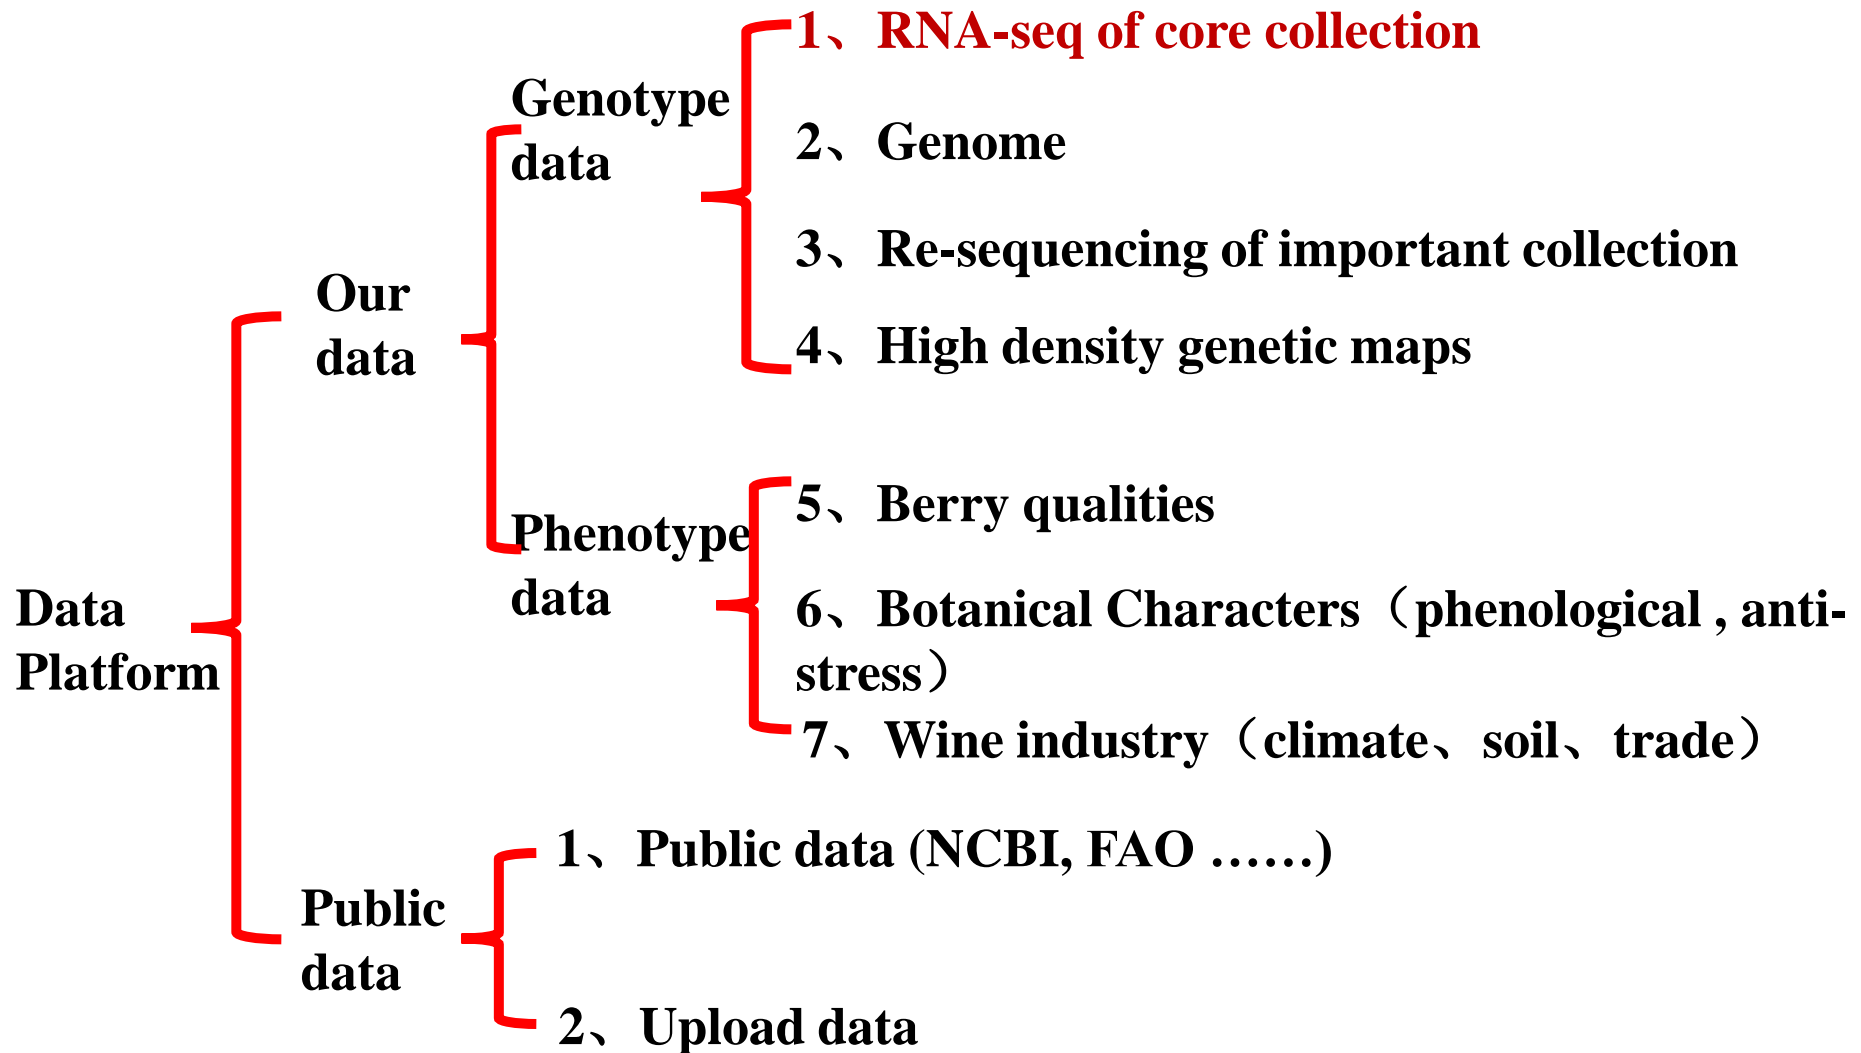 Data
Platform
Our
data
Genotype
data
1、RNA-seq of core collection
2、Genome
3、Re-sequencing of important collection
4、High density genetic maps
Phenotype
data
5、Berry qualities
6、Botanical Characters（phenological , anti-
stress）
7、Wine industry（climate、soil、trade）
Public
data
1、Public data (NCBI, FAO ……)
2、Upload data